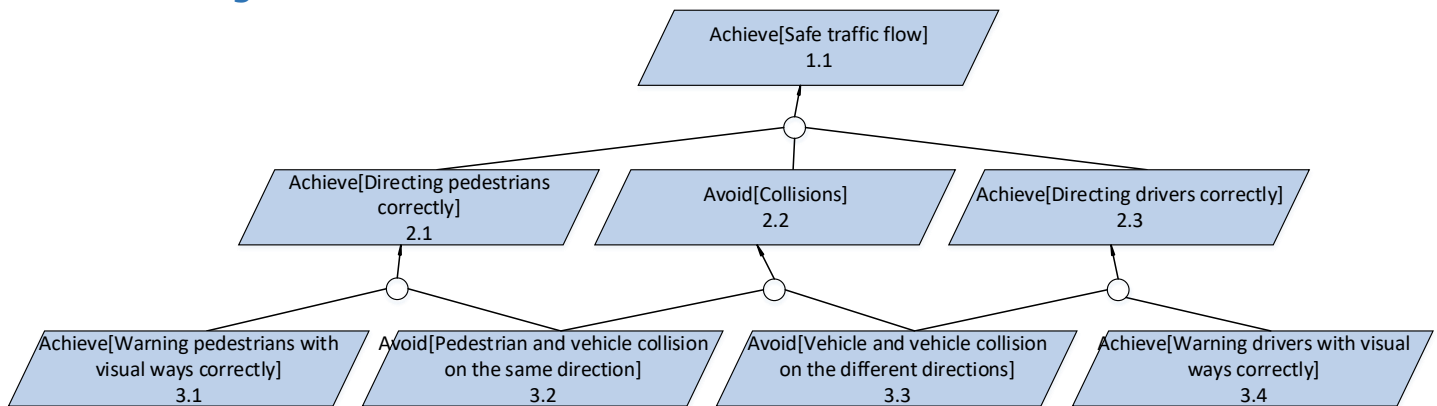 Achieve[Safe traffic flow]
1.1
Achieve[Directing pedestrians
correctly]
2.1
Avoid[Collisions]
2.2
Achieve[Directing drivers correctly]
2.3
Achieve[Warning pedestrians with
visual ways correctly]
3.1
Avoid[Pedestrian and vehicle collision
on the same direction]
3.2
Avoid[Vehicle and vehicle collision
on the different directions]
3.3
Achieve[Warning drivers with visual
ways correctly]
3.4